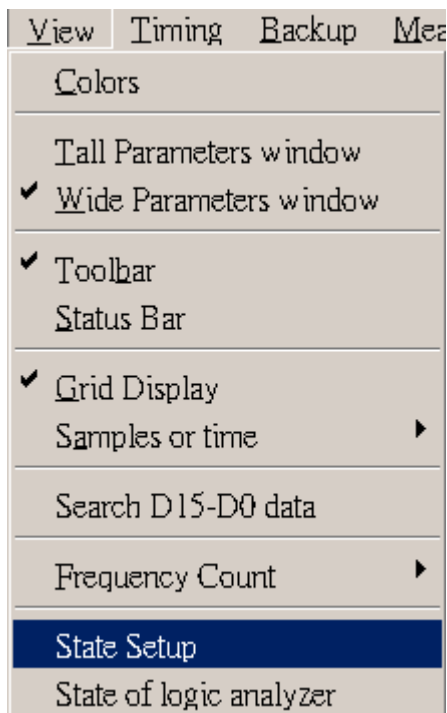 View Timing Backup Mea
Colors
Tall Parameters window
Wide Parameters window
Toolbar
Status Bar
Grid Display
Samples or time
Search D15-D0 data
Frequency Count
State Setup
State of logic analyzer